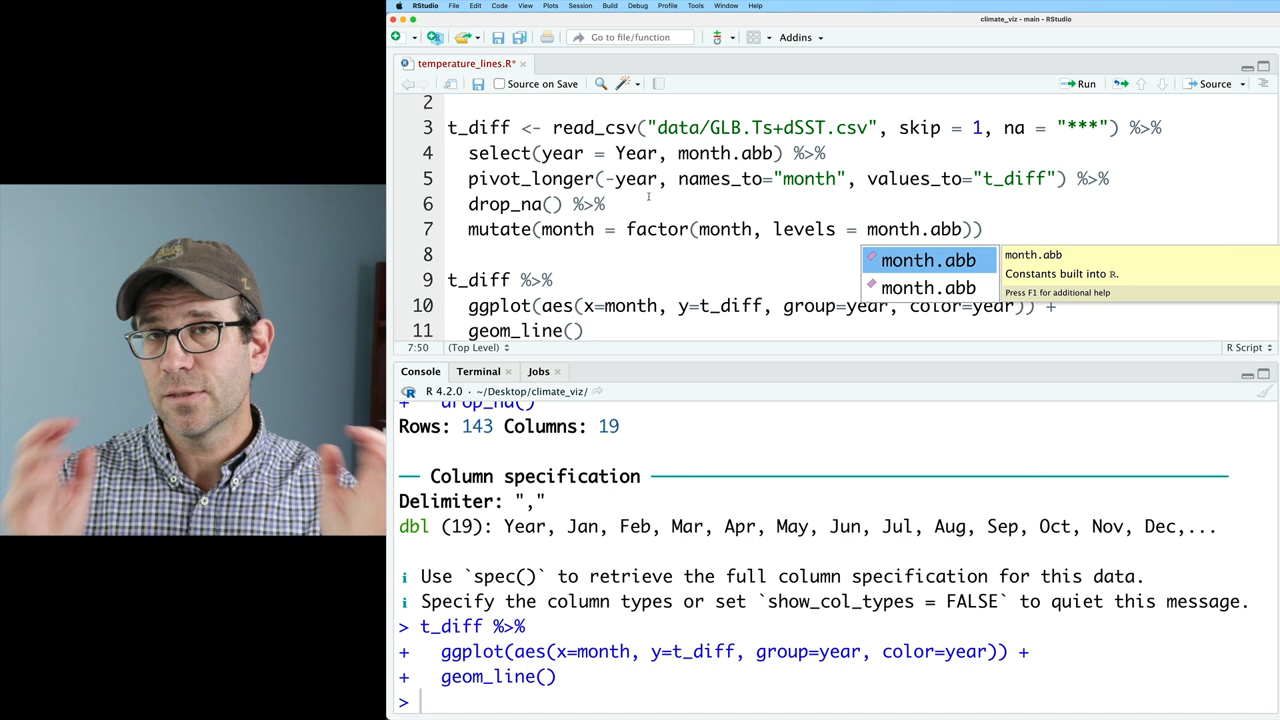 RStudio File Edit Code View Plots Session Build Debug Profile Tools Window Help
climate_viz - main - RStudio
Go to file/function Addins
temperature_lines.R*
Source on Save Run Source
2
3 t_diff <- read_csv("data/GLB.Ts+dSST.csv", skip = 1, na = "***") %>%
4 select(year = Year, month.abb) %>%
5 pivot_longer(-year, names_to="month", values_to="t_diff") %>%
6 drop_na() %>%
7 mutate(month = factor(month, levels = month.abb))
8
month.abb month.abb
Constants built into R.
month.abb Press F1 for additional help
9 t_diff %>%
10 ggplot(aes(x=month, y=t_diff, group=year, color=year)) +
11 geom_line()
7:50 (Top Level) R Script
Console Terminal Jobs
R 4.2.0 · ~/Desktop/climate_viz/
+ drop_na()
Rows: 143 Columns: 19
── Column specification ──
Delimiter: ","
dbl (19): Year, Jan, Feb, Mar, Apr, May, Jun, Jul, Aug, Sep, Oct, Nov, Dec,...
i Use `spec()` to retrieve the full column specification for this data.
i Specify the column types or set `show_col_types = FALSE` to quiet this message.
> t_diff %>%
+ ggplot(aes(x=month, y=t_diff, group=year, color=year)) +
+ geom_line()
>